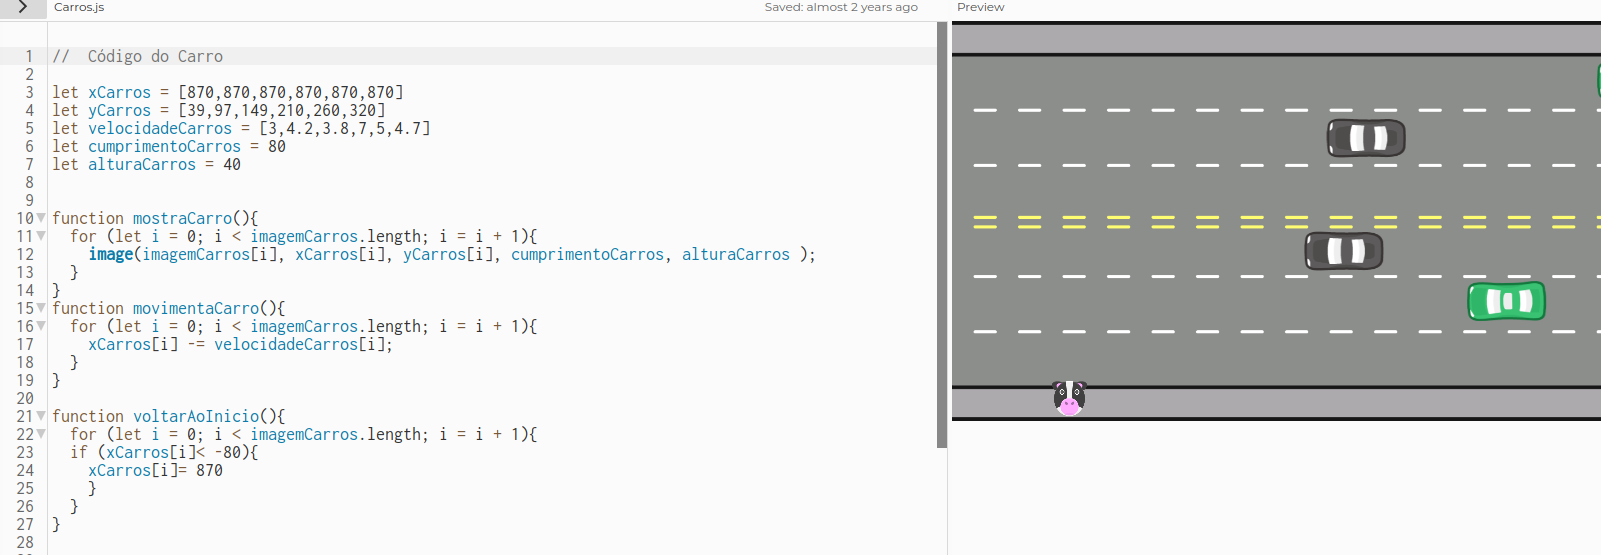 Carros.js
Saved: almost 2 years ago
Preview
1 //  Código do Carro
2
3 let xCarros = [870,870,870,870,870,870]
4 let yCarros = [39,97,149,210,260,320]
5 let velocidadeCarros = [3,4.2,3.8,7,5,4.7]
6 let cumprimentoCarros = 80
7 let alturaCarros = 40
8
9
10 function mostraCarro(){
11   for (let i = 0; i < imagemCarros.length; i = i + 1){
12     image(imagemCarros[i], xCarros[i], yCarros[i], cumprimentoCarros, alturaCarros );
13   }
14 }
15 function movimentaCarro(){
16   for (let i = 0; i < imagemCarros.length; i = i + 1){
17     xCarros[i] -= velocidadeCarros[i];
18   }
19 }
20
21 function voltarAoInicio(){
22   for (let i = 0; i < imagemCarros.length; i = i + 1){
23   if (xCarros[i]< -80){
24     xCarros[i]= 870
25     }
26   }
27 }
28